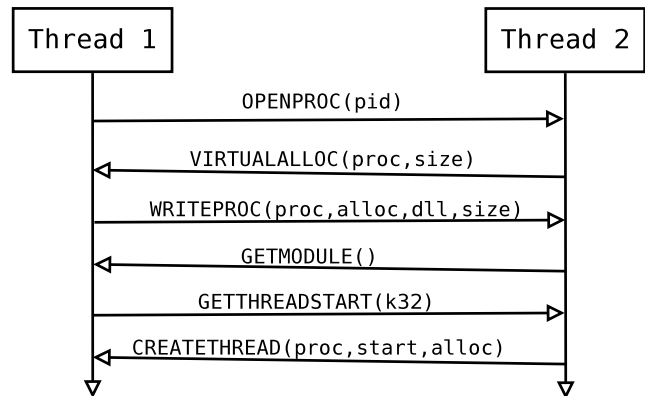 Thread 1
Thread 2
OPENPROC(pid)
VIRTUALALLOC(proc,size)
WRITEPROC(proc,alloc,dll,size)
GETMODULE()
GETTHREADSTART(k32)
CREATETHREAD(proc,start,alloc)